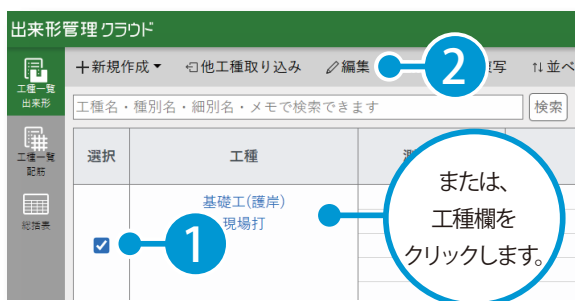 出来形管理クラウド
＋新規作成▼ 他工種取り込み 編集 2 写 ↑↓並べ
工種一覧
出来形
工種名・種別名・細別名・メモで検索できます 検索
工種一覧
配筋
選択 工種
または、
工種欄を
クリックします。
総括表
基礎工(護岸)
現場打
1